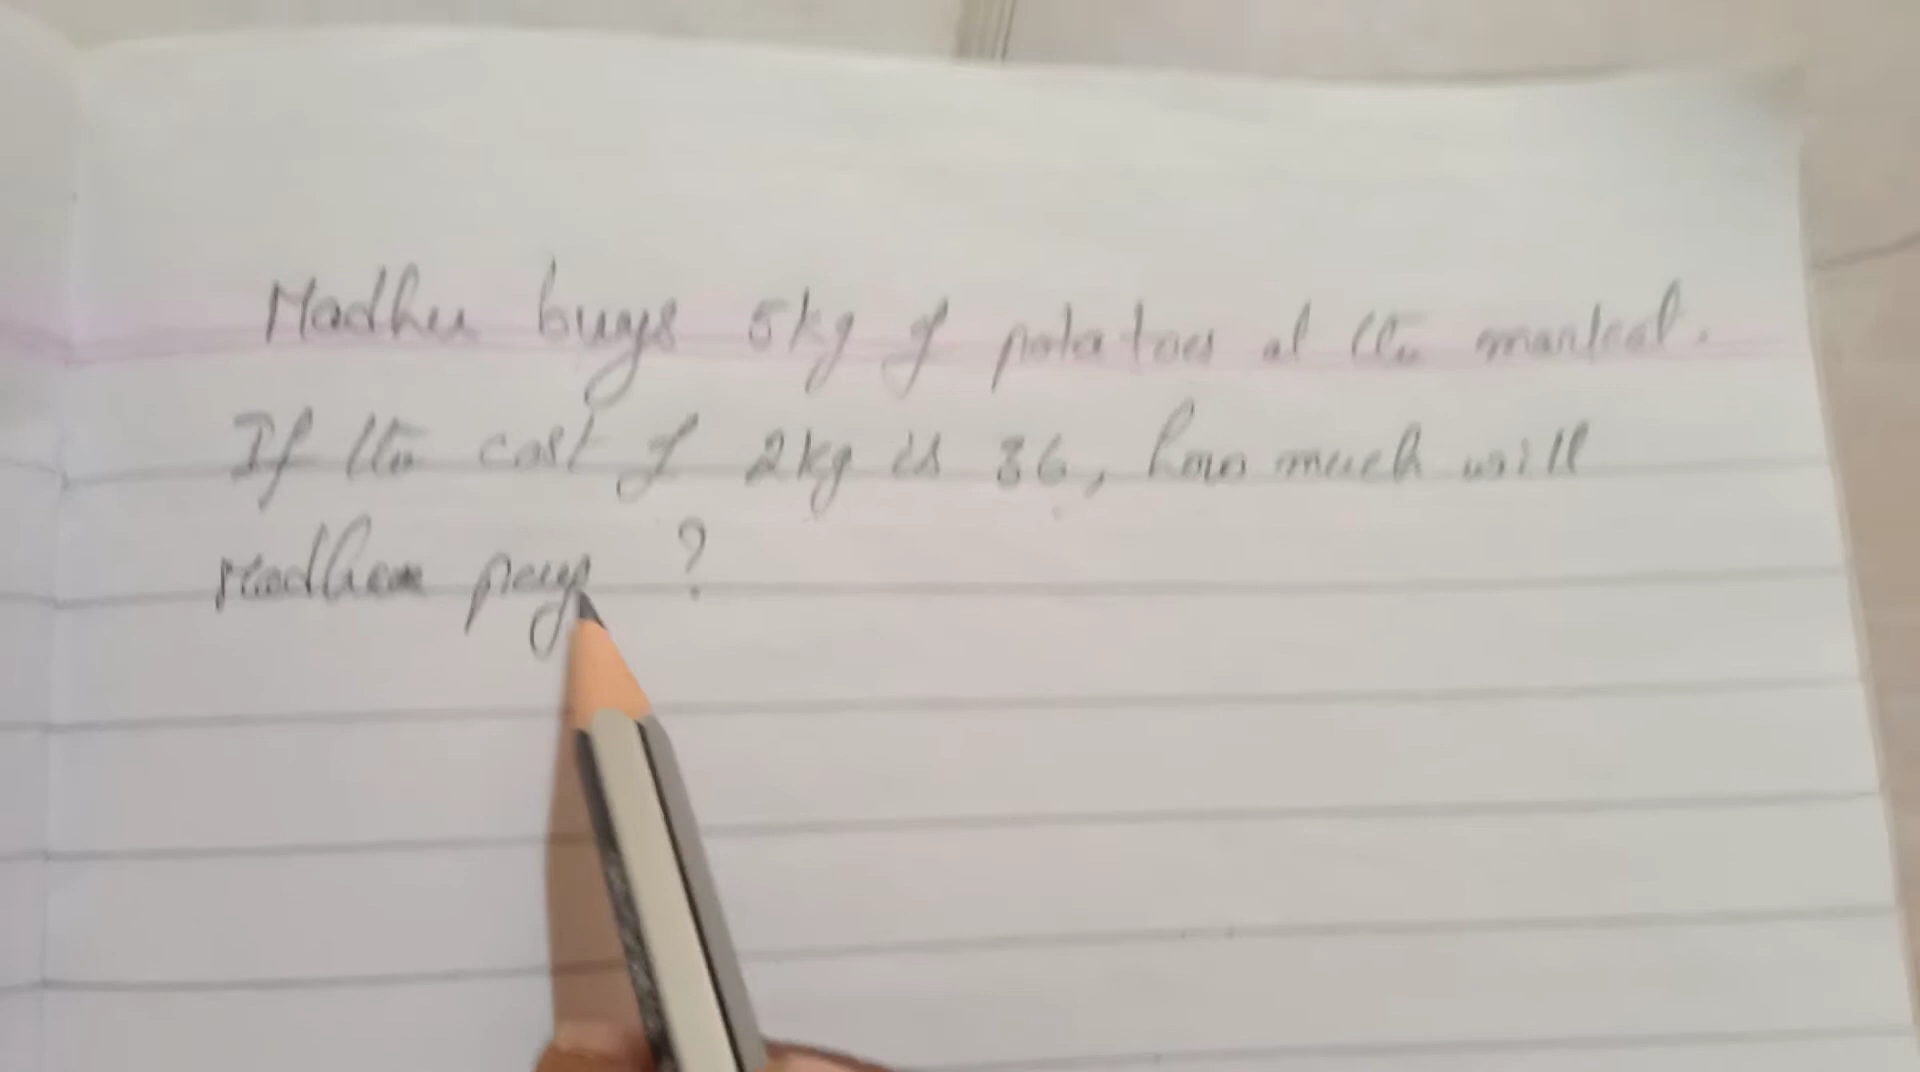 Madhu buys 5kg of potatoes at the market.
If the cost of 2kg is 36, how much will
Madhu pays ?